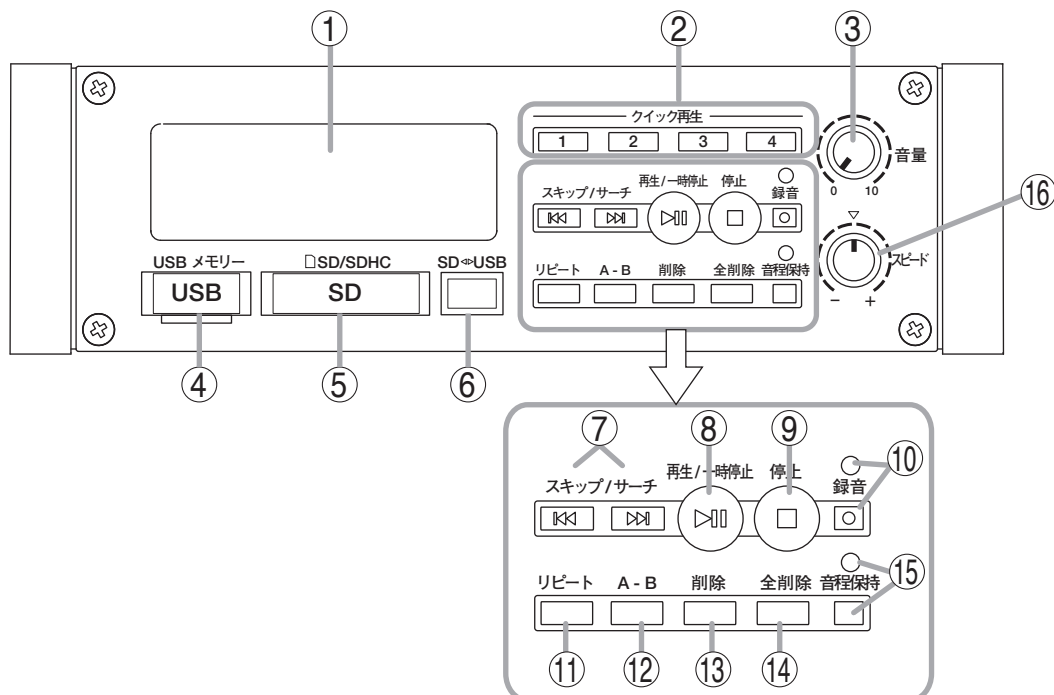 ① ② ③
クイック再生
1 2 3 4
音量
0 10
スキップ/サーチ 再生/一時停止 停止 録音
⑯
スピード
− +
USB メモリー SD/SDHC SD⇔USB
USB SD
リピート A - B 削除 全削除 音程保持
④ ⑤ ⑥
⑦ ⑧ ⑨ ⑩
スキップ/サーチ 再生/一時停止 停止 録音
リピート A - B 削除 全削除 音程保持
⑮
⑪ ⑫ ⑬ ⑭